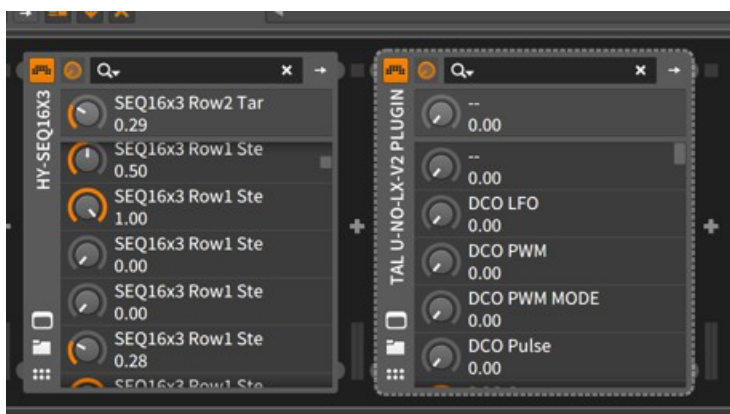 HY-SEQ16X3
SEQ16x3 Row2 Tar
0.29
SEQ16x3 Row1 Ste
0.50
SEQ16x3 Row1 Ste
1.00
SEQ16x3 Row1 Ste
0.00
SEQ16x3 Row1 Ste
0.00
SEQ16x3 Row1 Ste
0.28
SEQ16x3 Row1 Ste
TAL U-NO-LX-V2 PLUGIN
--
0.00
--
0.00
DCO LFO
0.00
DCO PWM
0.00
DCO PWM MODE
0.00
DCO Pulse
0.00